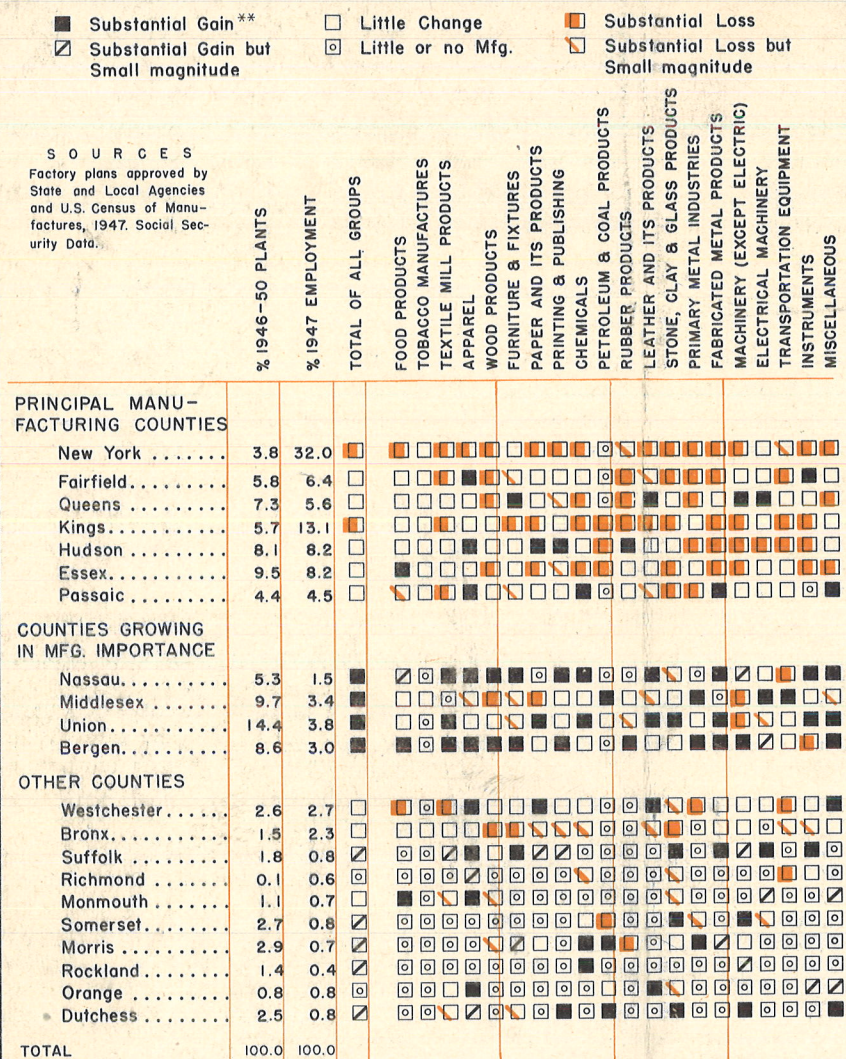 Substantial Gain**
Little Change
Substantial Loss
Substantial Gain but
Small magnitude
Little or no Mfg.
Substantial Loss but
Small magnitude
SOURCES
Factory plans approved by
State and Local Agencies
and U.S. Census of Manu-
factures, 1947. Social Sec-
urity Data.
% 1946-50 PLANTS
% 1947 EMPLOYMENT
TOTAL OF ALL GROUPS
FOOD PRODUCTS
TOBACCO MANUFACTURES
TEXTILE MILL PRODUCTS
APPAREL
WOOD PRODUCTS
FURNITURE & FIXTURES
PAPER AND ITS PRODUCTS
PRINTING & PUBLISHING
CHEMICALS
PETROLEUM & COAL PRODUCTS
RUBBER PRODUCTS
LEATHER AND ITS PRODUCTS
STONE, CLAY & GLASS PRODUCTS
PRIMARY METAL INDUSTRIES
FABRICATED METAL PRODUCTS
MACHINERY (EXCEPT ELECTRIC)
ELECTRICAL MACHINERY
TRANSPORTATION EQUIPMENT
INSTRUMENTS
MISCELLANEOUS
PRINCIPAL MANU-
FACTURING COUNTIES
New York ....... 3.8 32.0
Fairfield......... 5.8 6.4
Queens.......... 7.3 5.6
Kings........... 5.7 13.1
Hudson ......... 8.1 8.2
Essex........... 9.5 8.2
Passaic ......... 4.4 4.5
COUNTIES GROWING
IN MFG. IMPORTANCE
Nassau.......... 5.3 1.5
Middlesex....... 9.7 3.4
Union........... 14.4 3.8
Bergen.......... 8.6 3.0
OTHER COUNTIES
Westchester ..... 2.6 2.7
Bronx........... 1.5 2.3
Suffolk ......... 1.8 0.8
Richmond ....... 0.1 0.6
Monmouth ...... 1.1 0.7
Somerset........ 2.7 0.8
Morris .......... 2.9 0.7
Rockland ........ 1.4 0.4
Orange .......... 0.8 0.8
Dutchess ........ 2.5 0.8
TOTAL 100.0 100.0